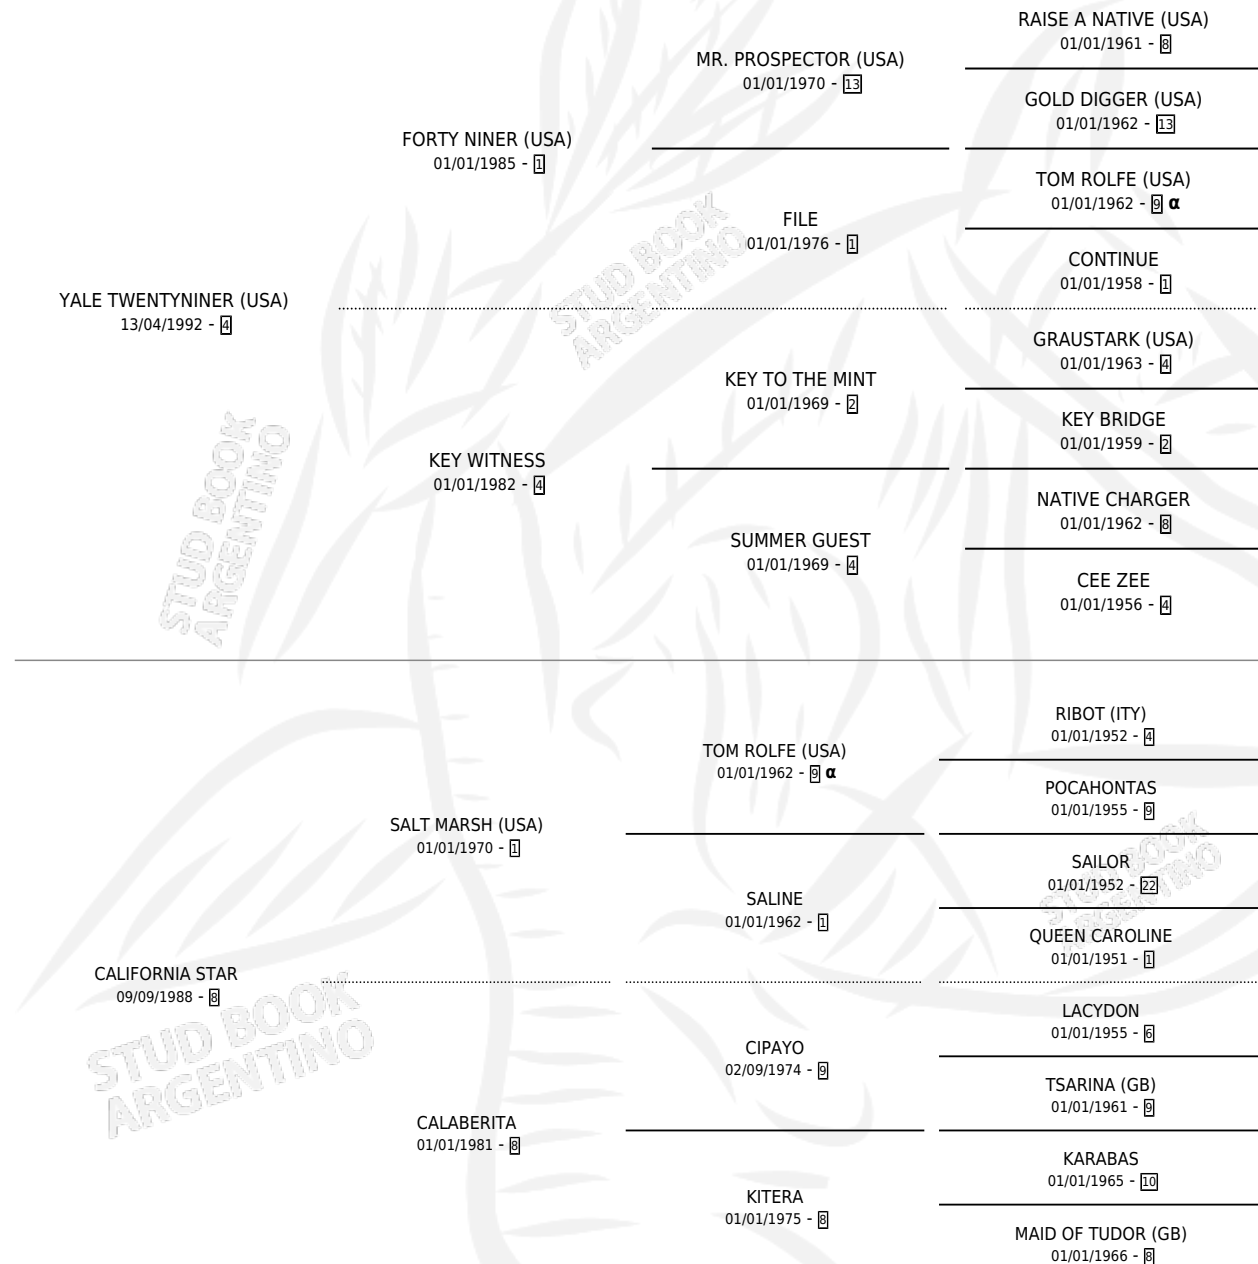 RAISE A NATIVE (USA)
01/01/1961 - 8
MR. PROSPECTOR (USA)
01/01/1970 - 13
GOLD DIGGER (USA)
01/01/1962 - 13
FORTY NINER (USA)
01/01/1985 - 1
TOM ROLFE (USA)
01/01/1962 - 9 α
FILE
01/01/1976 - 1
CONTINUE
01/01/1958 - 1
YALE TWENTYNINER (USA)
13/04/1992 - 4
GRAUSTARK (USA)
01/01/1963 - 4
KEY TO THE MINT
01/01/1969 - 2
KEY BRIDGE
01/01/1959 - 2
KEY WITNESS
01/01/1982 - 4
NATIVE CHARGER
01/01/1962 - 8
SUMMER GUEST
01/01/1969 - 4
CEE ZEE
01/01/1956 - 4
RIBOT (ITY)
01/01/1952 - 4
TOM ROLFE (USA)
01/01/1962 - 9 α
POCAHONTAS
01/01/1955 - 9
SALT MARSH (USA)
01/01/1970 - 1
SAILOR
01/01/1952 - 22
SALINE
01/01/1962 - 1
QUEEN CAROLINE
01/01/1951 - 1
CALIFORNIA STAR
09/09/1988 - 8
LACYDON
01/01/1955 - 6
CIPAYO
02/09/1974 - 9
TSARINA (GB)
01/01/1961 - 9
CALABERITA
01/01/1981 - 8
KARABAS
01/01/1965 - 10
KITERA
01/01/1975 - 8
MAID OF TUDOR (GB)
01/01/1966 - 8
STUD BOOK
ARGENTINO
STUD BOOK
ARGENTINO
STUD BOOK
ARGENTINO
STUD BOOK
ARGENTINO